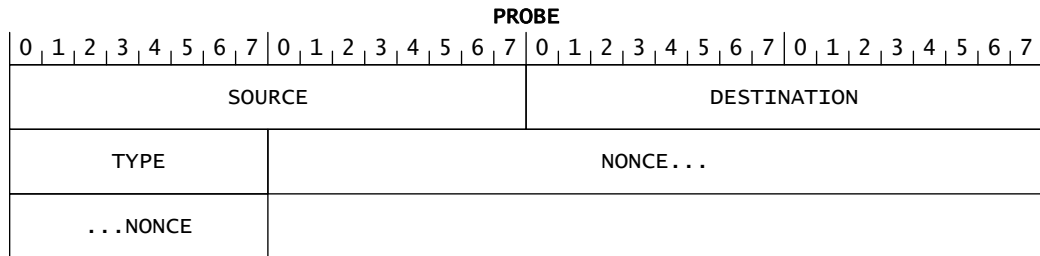 PROBE
0 1 2 3 4 5 6 7 0 1 2 3 4 5 6 7 0 1 2 3 4 5 6 7 0 1 2 3 4 5 6 7
SOURCE DESTINATION
TYPE NONCE...
...NONCE